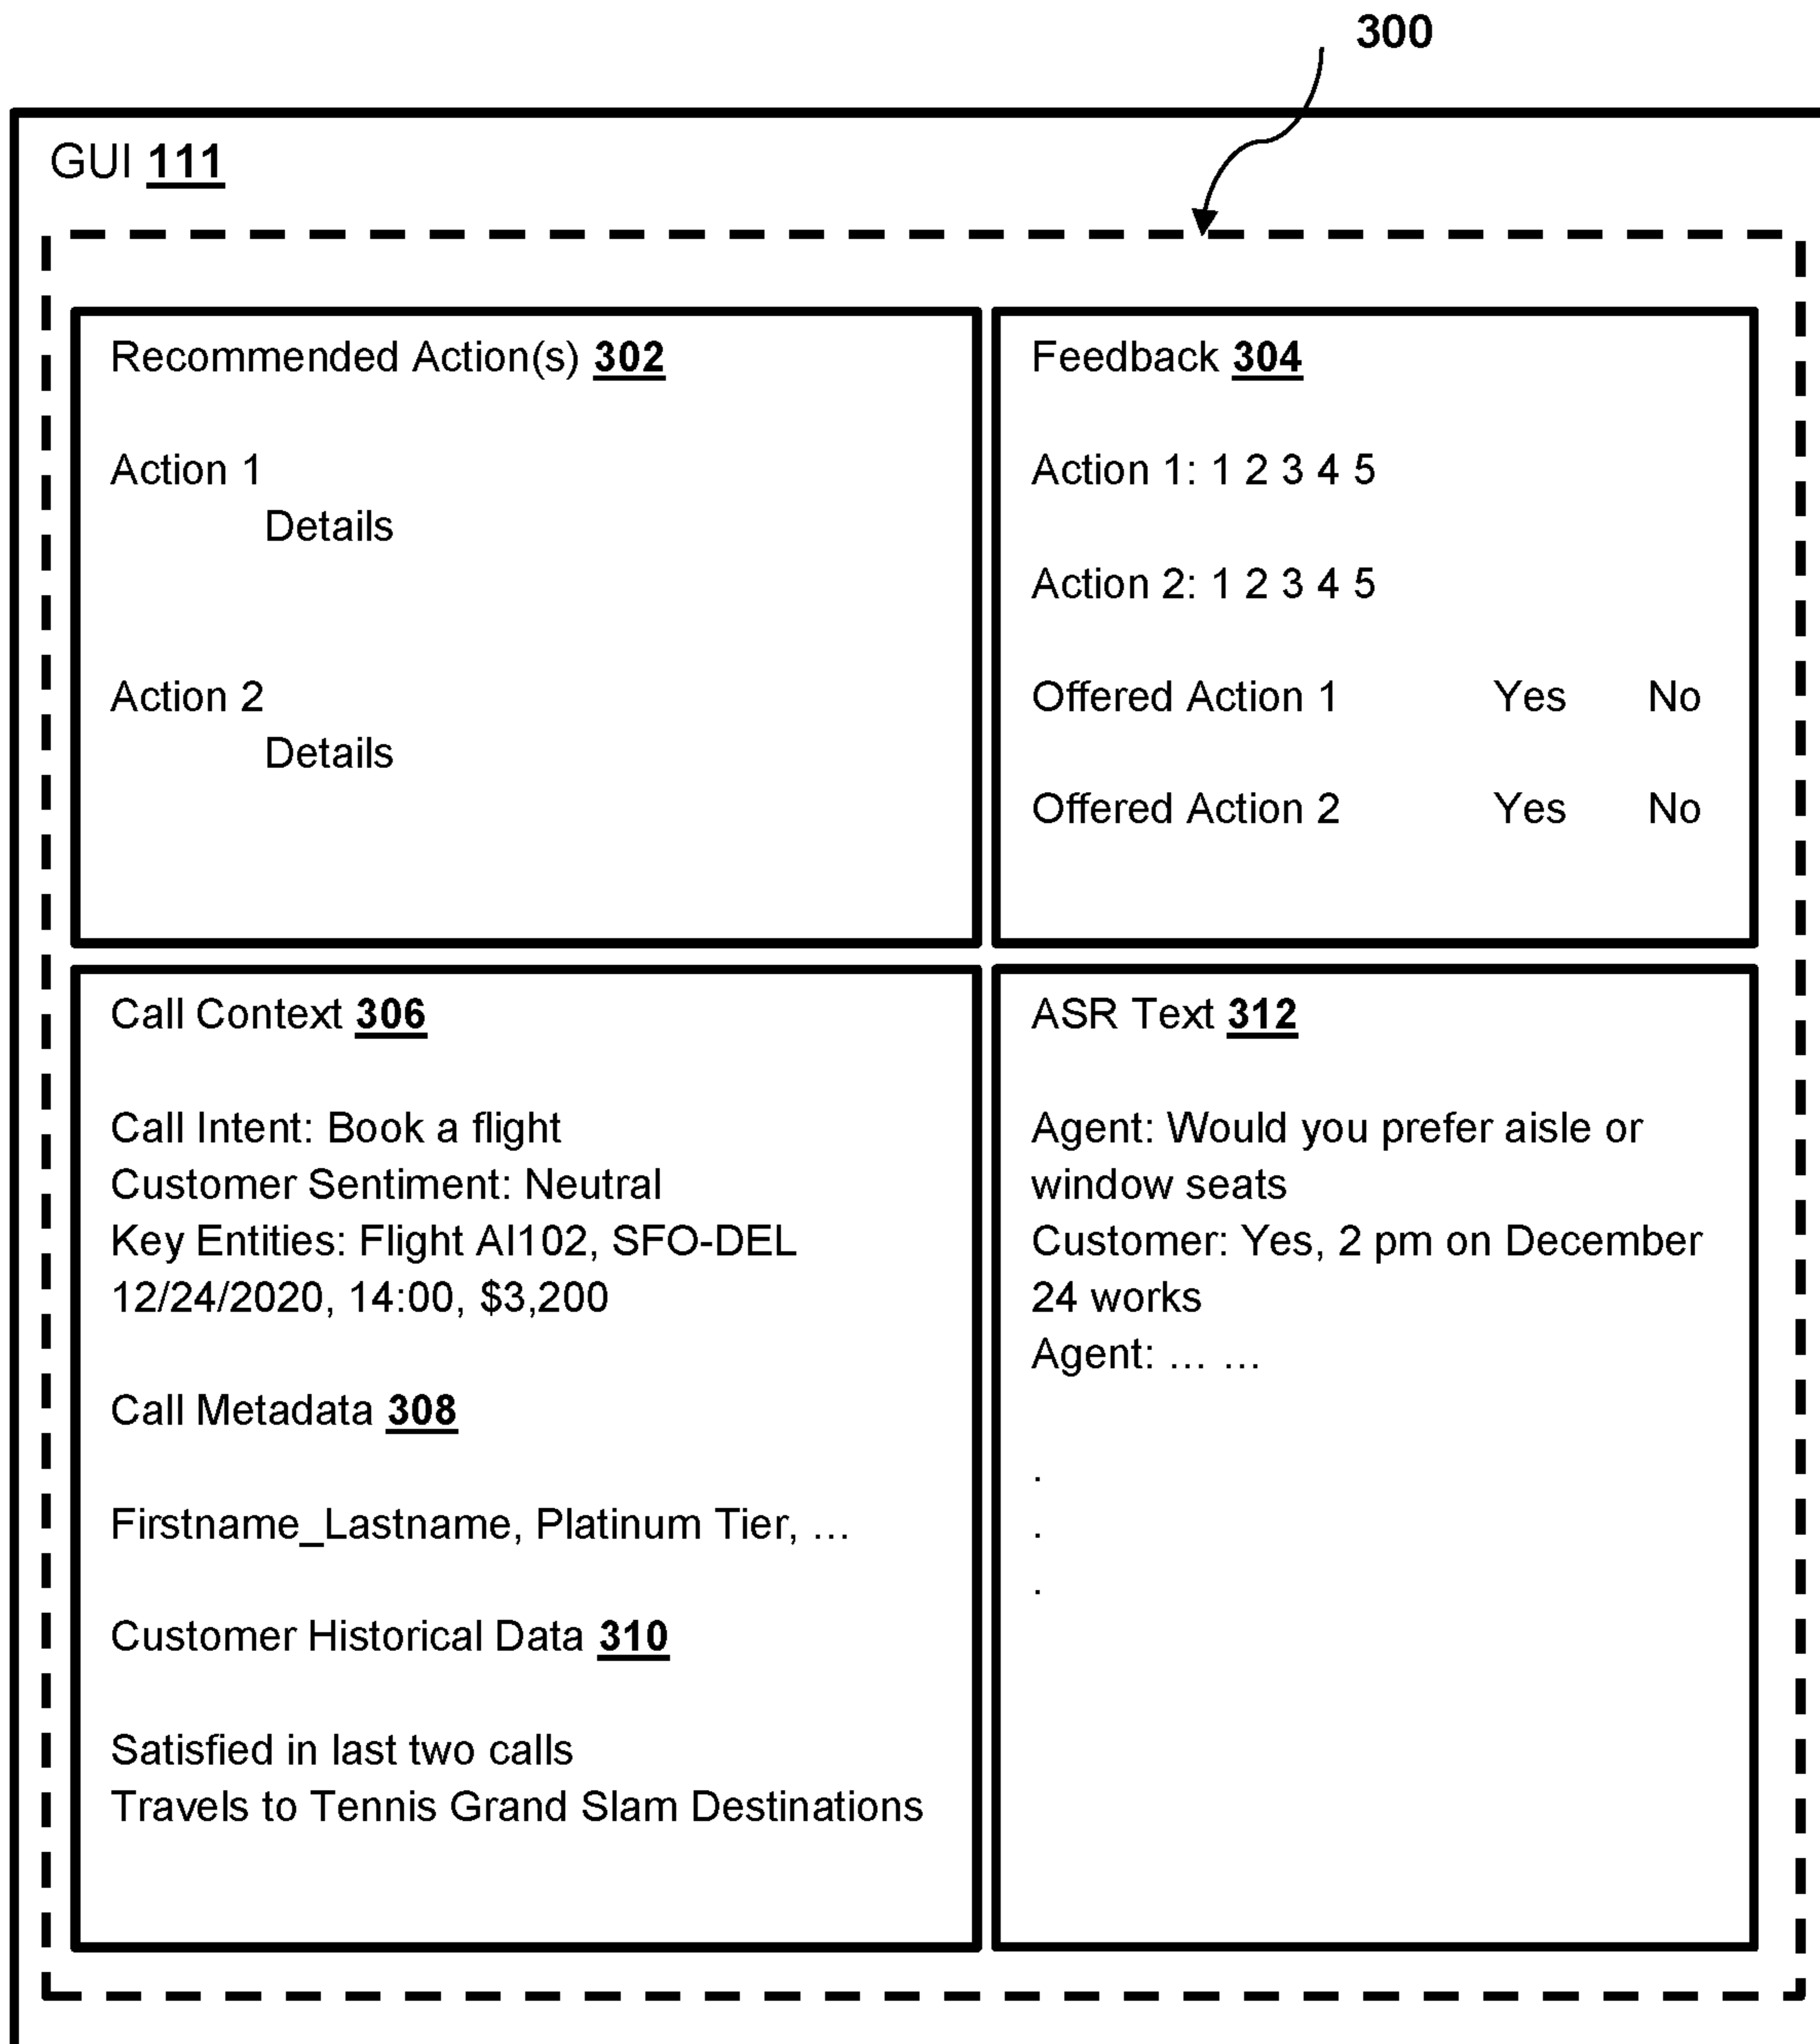 300
GUI 111
Recommended Action(s) 302
Action 1
Details
Action 2
Details
Feedback 304
Action 1: 1 2 3 4 5
Action 2: 1 2 3 4 5
Offered Action 1 Yes No
Offered Action 2 Yes No
Call Context 306
Call Intent: Book a flight
Customer Sentiment: Neutral
Key Entities: Flight AI102, SFO-DEL
12/24/2020, 14:00, $3,200
Call Metadata 308
Firstname_Lastname, Platinum Tier, ...
Customer Historical Data 310
Satisfied in last two calls
Travels to Tennis Grand Slam Destinations
ASR Text 312
Agent: Would you prefer aisle or
window seats
Customer: Yes, 2 pm on December
24 works
Agent: ... ...
.
.
.